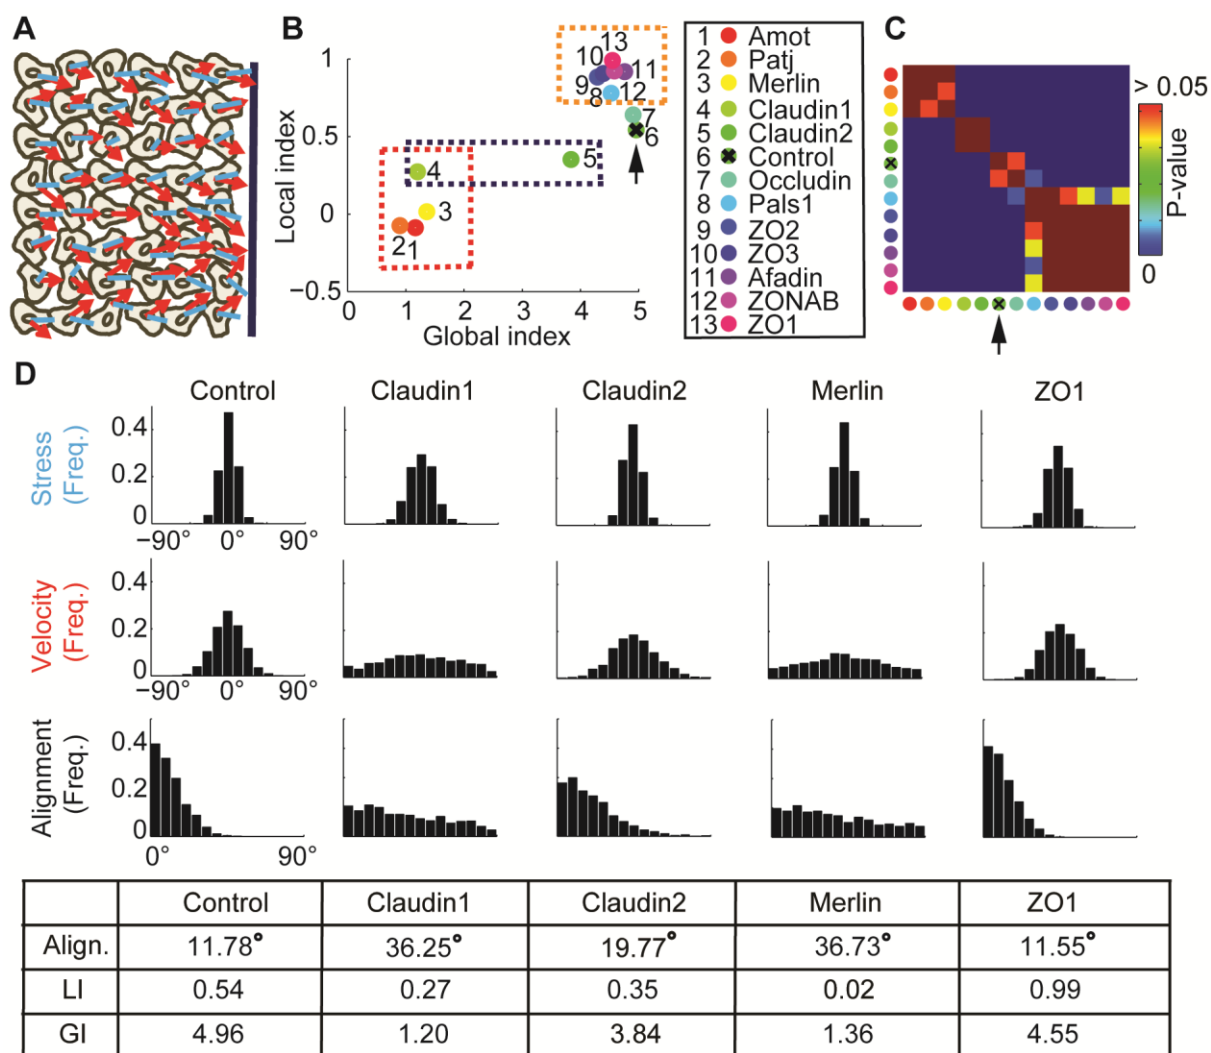 A
B
C
1
0.5
0
−0.5
Local index
0 1 2 3 4 5
Global index
13
10
11
9
12
8
7
6
5
4
3
2 1
1 Amot
2 Patj
3 Merlin
4 Claudin1
5 Claudin2
6 Control
7 Occludin
8 Pals1
9 ZO2
10 ZO3
11 Afadin
12 ZONAB
13 ZO1
> 0.05
P-value
0
D
Control Claudin1 Claudin2 Merlin ZO1
Stress
(Freq.)
0.4
0.2
0
−90° 0° 90°
Velocity
(Freq.)
0.4
0.2
0
−90° 0° 90°
Alignment
(Freq.)
0.4
0.2
0
0° 90°
Control Claudin1 Claudin2 Merlin ZO1
Align. 11.78° 36.25° 19.77° 36.73° 11.55°
LI 0.54 0.27 0.35 0.02 0.99
GI 4.96 1.20 3.84 1.36 4.55